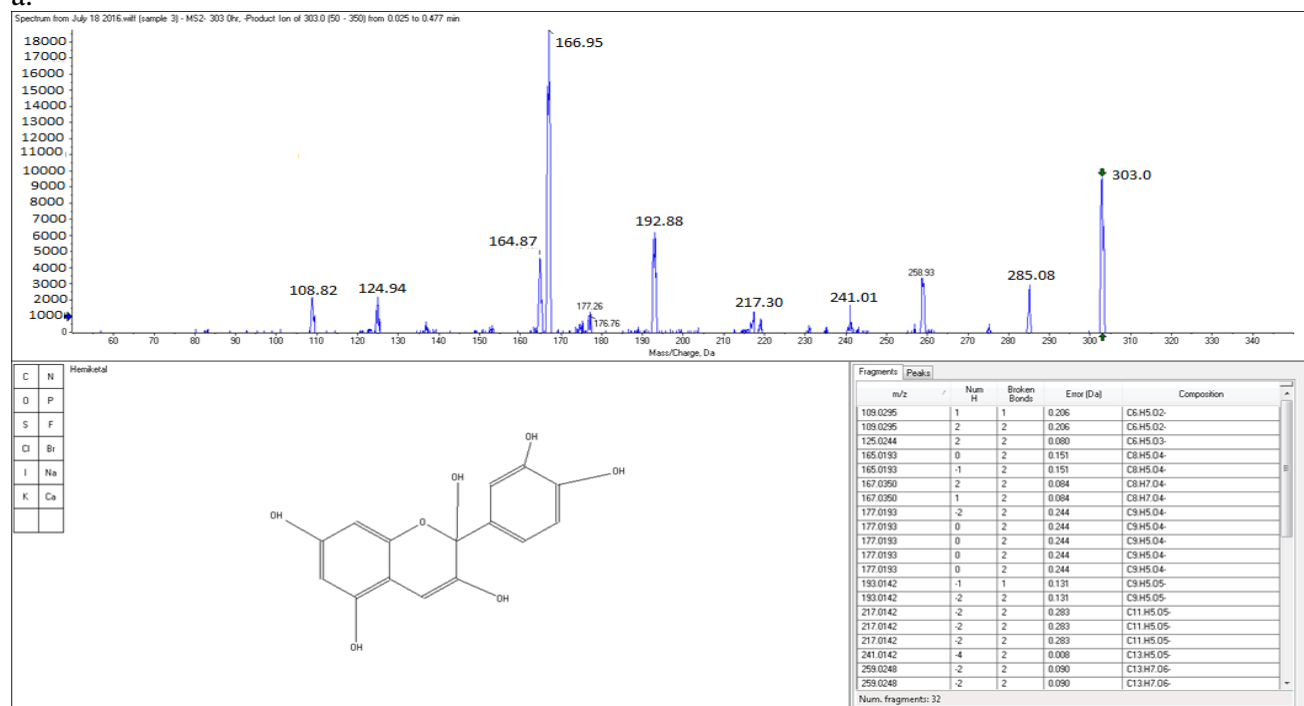 a.
Spectrum from July 18 2016.wiff (sample 3) - MS2- 303 0hr, -Product Ion of 303.0 (50 - 350) from 0.025 to 0.477 min
18000
17000
16000
15000
14000
13000
12000
11000
10000
9000
8000
7000
6000
5000
4000
3000
2000
1000
0
166.95
303.0
192.88
164.87
108.82
124.94
177.26
176.76
217.30
241.01
258.93
285.08
60 70 80 90 100 110 120 130 140 150 160 170 180 190 200 210 220 230 240 250 260 270 280 290 300 310 320 330 340
Mass/Charge, Da
C N
O P
S F
Cl Br
I Na
K Ca
Hemiketal
OH
OH
OH
OH
O
OH
OH
Fragments Peaks
m/z Num H Broken Bonds Error (Da) Composition
109.0295 1 1 0.206 C6.H5.O2-
109.0295 2 2 0.206 C6.H5.O2-
125.0244 2 2 0.080 C6.H5.O3-
165.0193 0 2 0.151 C8.H5.O4-
165.0193 -1 2 0.151 C8.H5.O4-
167.0350 2 2 0.084 C8.H7.O4-
167.0350 1 2 0.084 C8.H7.O4-
177.0193 -2 2 0.244 C9.H5.O4-
177.0193 0 2 0.244 C9.H5.O4-
177.0193 0 2 0.244 C9.H5.O4-
177.0193 0 2 0.244 C9.H5.O4-
177.0193 0 2 0.244 C9.H5.O4-
193.0142 -1 1 0.131 C9.H5.O5-
193.0142 -2 2 0.131 C9.H5.O5-
217.0142 -2 2 0.283 C11.H5.O5-
217.0142 -2 2 0.283 C11.H5.O5-
217.0142 -2 2 0.283 C11.H5.O5-
241.0142 -4 2 0.008 C13.H5.O5-
259.0248 -2 2 0.090 C13.H7.O6-
259.0248 -2 2 0.090 C13.H7.O6-
Num. fragments: 32